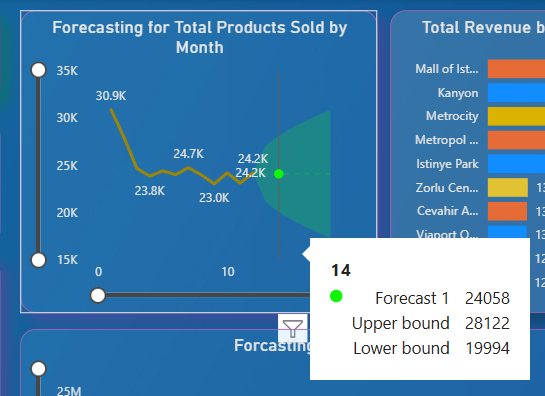 Forecasting for Total Products Sold by
Month
35K
30K
25K
20K
15K
30.9K
23.8K
24.7K
23.0K
24.2K
24.2K
0
10
Total Revenue b
Mall of Ist...
Kanyon
Metrocity
Metropol ...
Istinye Park
Zorlu Cen...
13
Cevahir A...
13
Viaport O...
13
12
12
14
Forecast 1 24058
Upper bound 28122
Lower bound 19994
Forcasting
25M